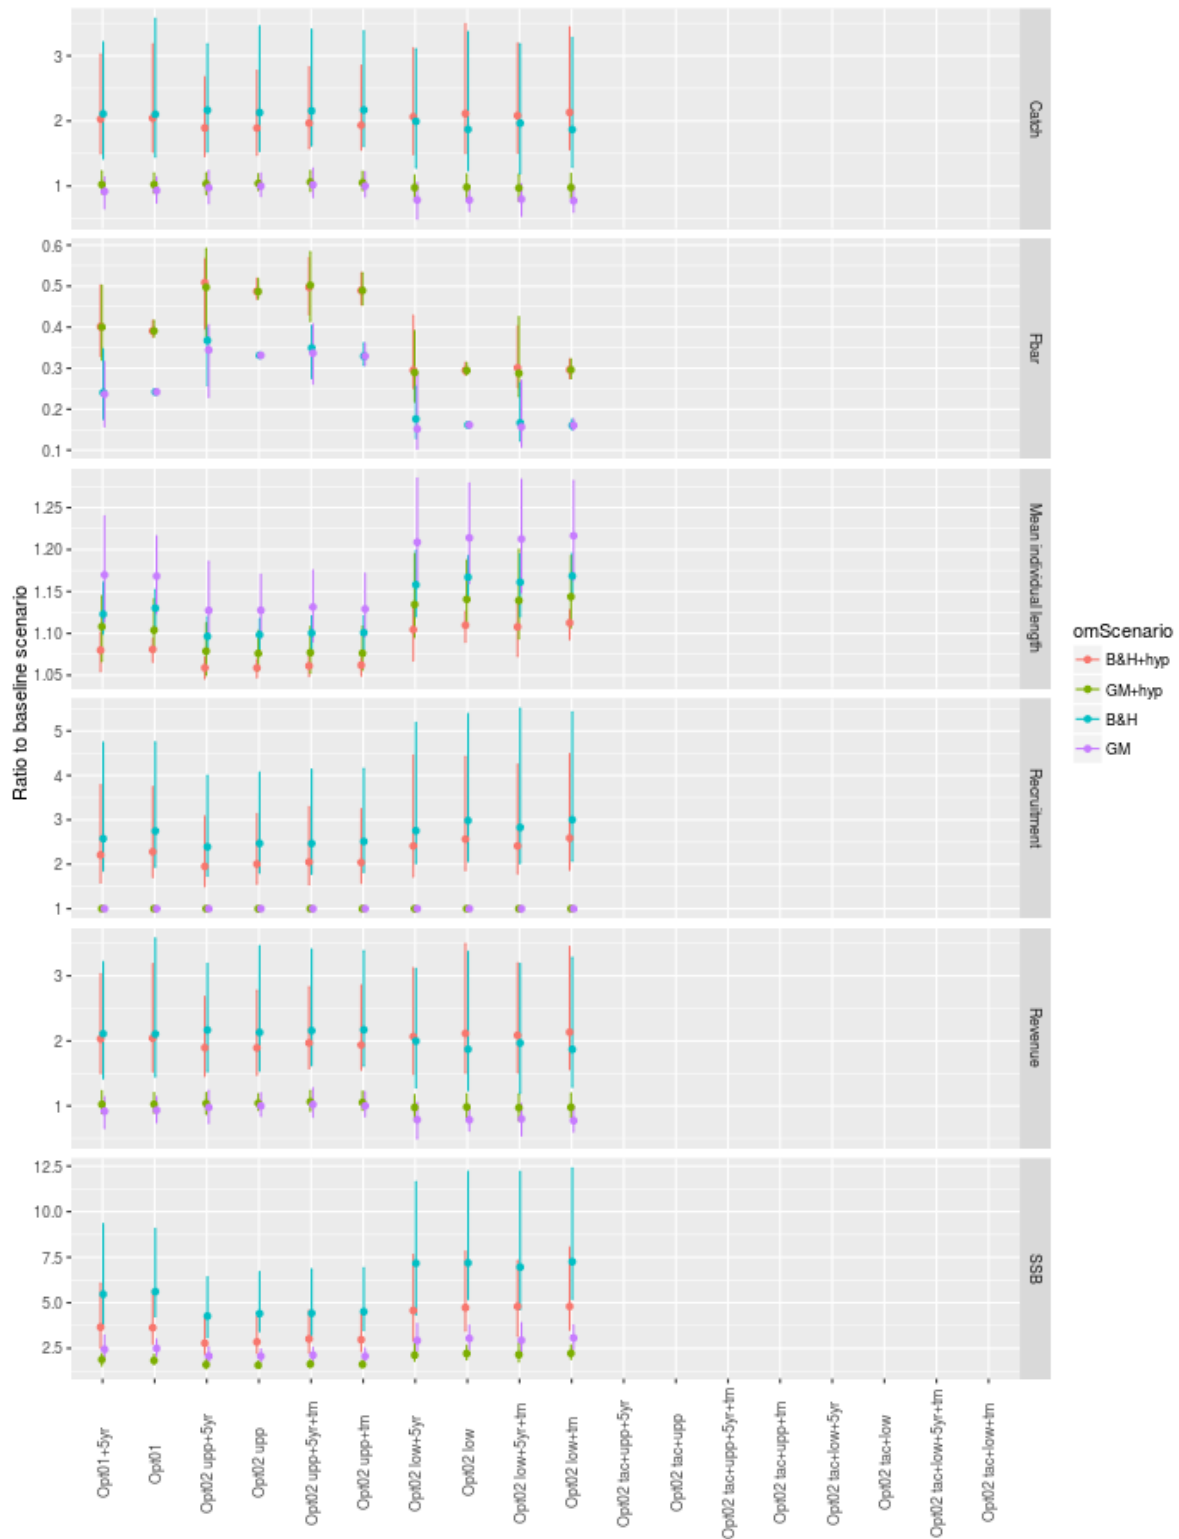 Ratio to baseline scenario
3
2
1
Catch
0.6
0.5
0.4
0.3
0.2
0.1
Fbar
1.25
1.20
1.15
1.10
1.05
Mean individual length
5
4
3
2
1
Recruitment
3
2
1
Revenue
12.5
10.0
7.5
5.0
2.5
SSB
Opt01+5yr
Opt01
Opt02 upp+5yr
Opt02 upp
Opt02 upp+5yr+tm
Opt02 upp+tm
Opt02 low+5yr
Opt02 low
Opt02 low+5yr+tm
Opt02 low+tm
Opt02 tac+upp+5yr
Opt02 tac+upp
Opt02 tac+upp+5yr+tm
Opt02 tac+upp+tm
Opt02 tac+low+5yr
Opt02 tac+low
Opt02 tac+low+5yr+tm
Opt02 tac+low+tm
omScenario
B&H+hyp
GM+hyp
B&H
GM